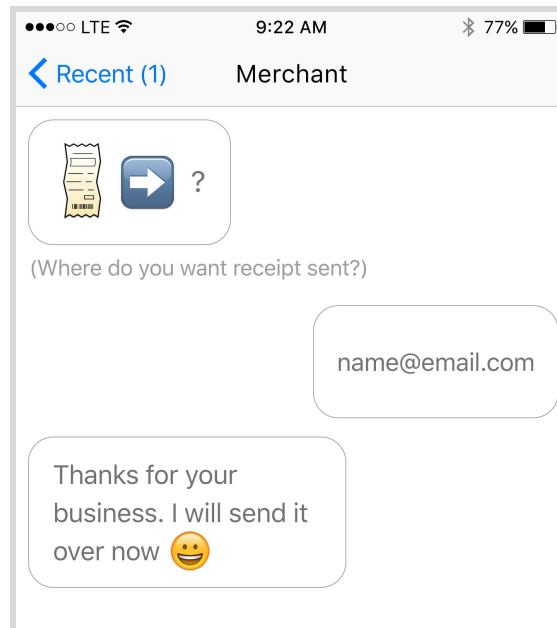 LTE 9:22 AM 77%
Recent (1) Merchant
?
(Where do you want receipt sent?)
name@email.com
Thanks for your
business. I will send it
over now